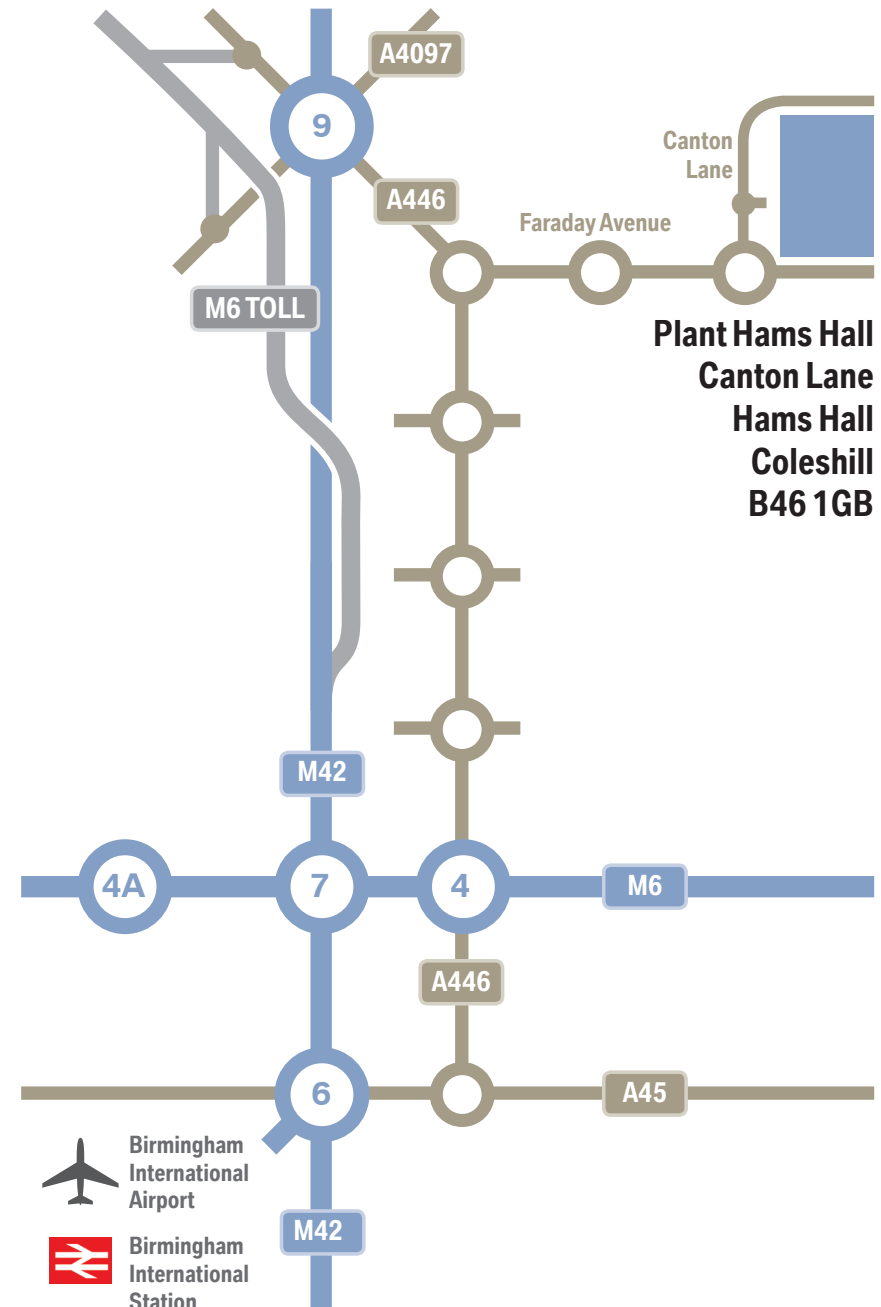 A4097
9
Canton
Lane
A446
Faraday Avenue
M6 TOLL
Plant Hams Hall
Canton Lane
Hams Hall
Coleshill
B46 1GB
M42
4A
7
4
M6
A446
6
A45
Birmingham
International
Airport
M42
Birmingham
International
Station